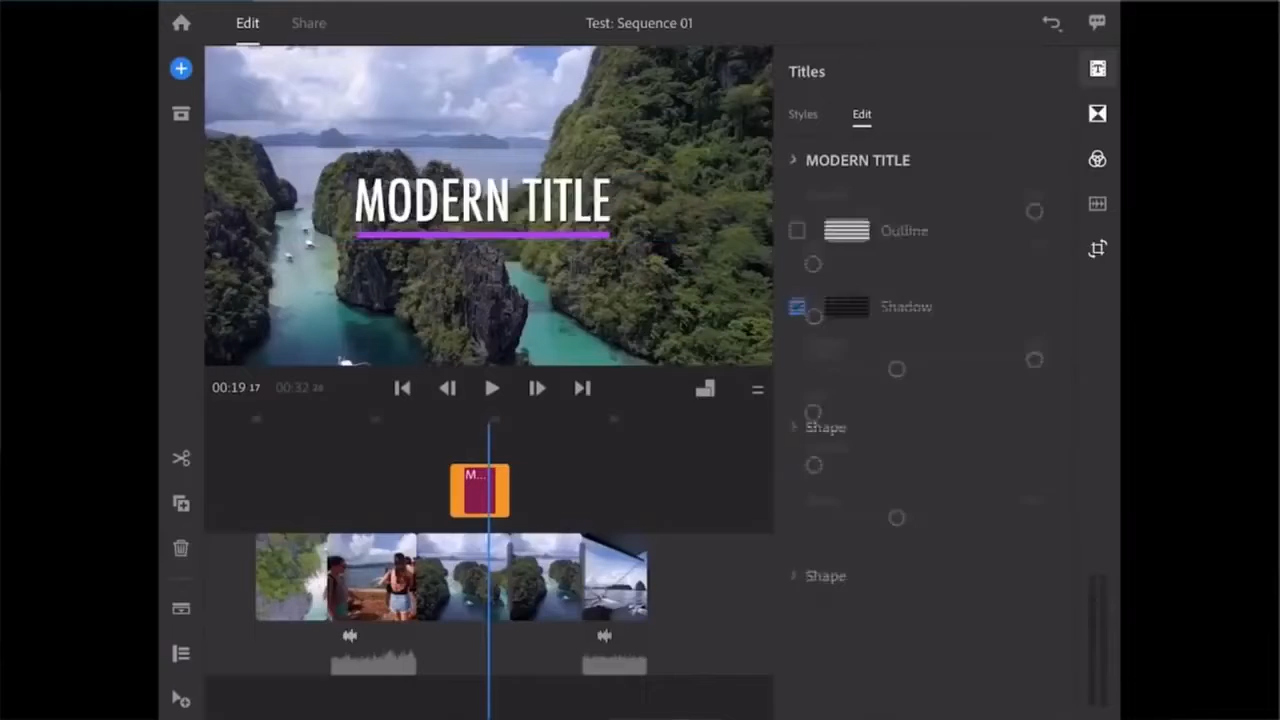 Edit
Share
Test: Sequence 01
Titles
Styles
Edit
MODERN TITLE
MODERN TITLE
Outline
Shadow
00:19 17
00:32 28
Shape
M...
Shape